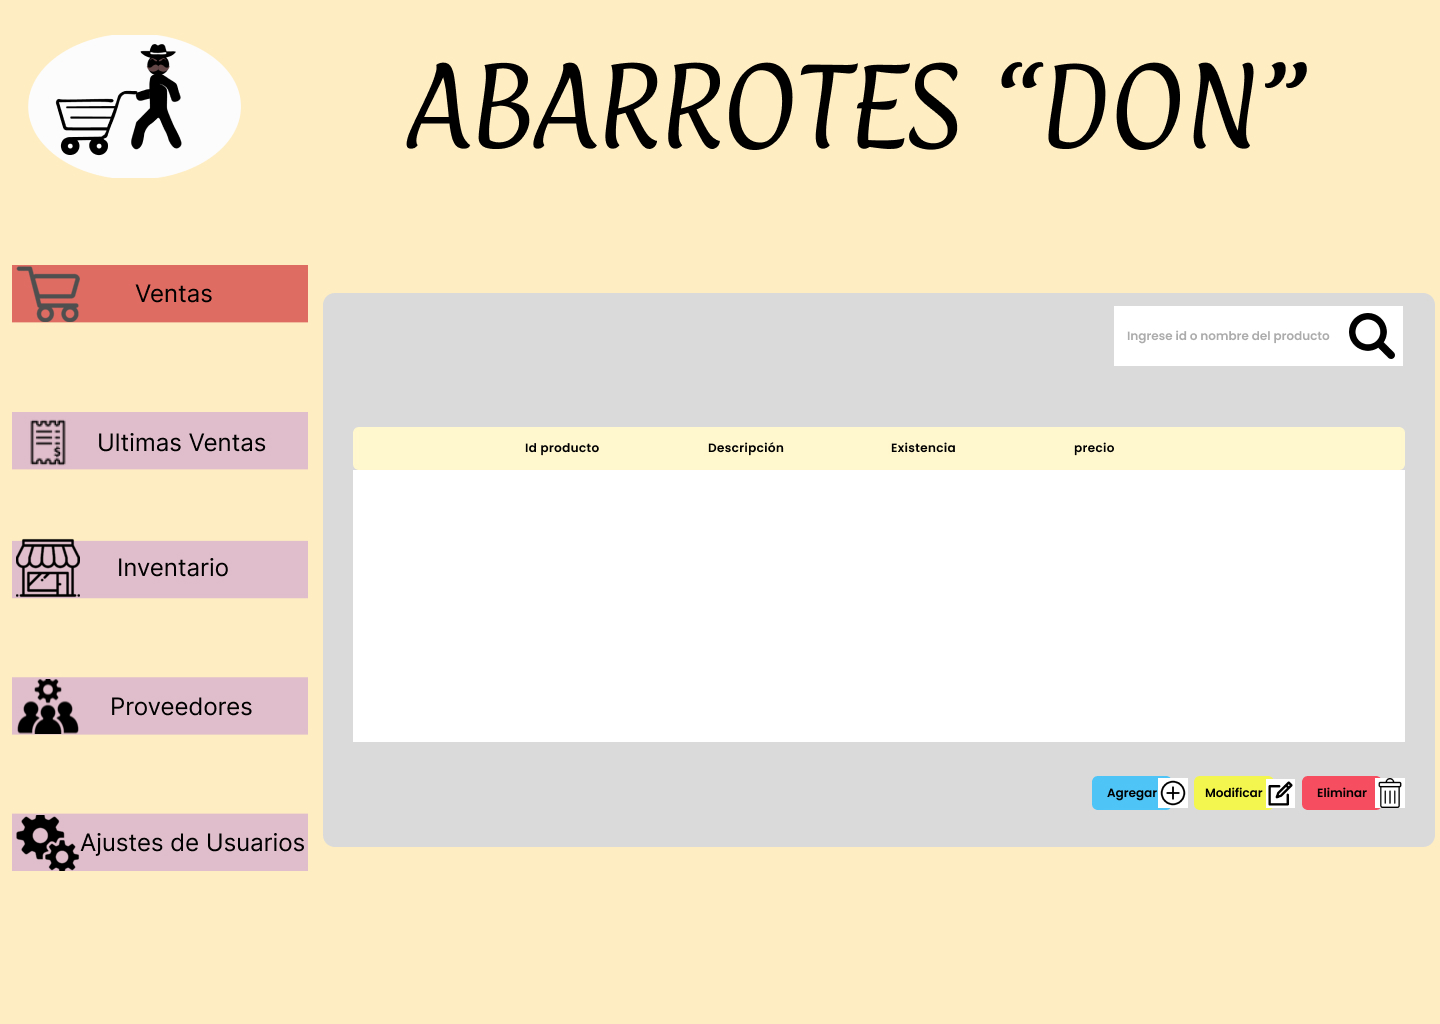 ABARROTES “DON”
Ventas
Ultimas Ventas
Inventario
Proveedores
Ajustes de Usuarios
Ingrese id o nombre del producto
Id producto Descripción Existencia precio
Agregar Modificar Eliminar